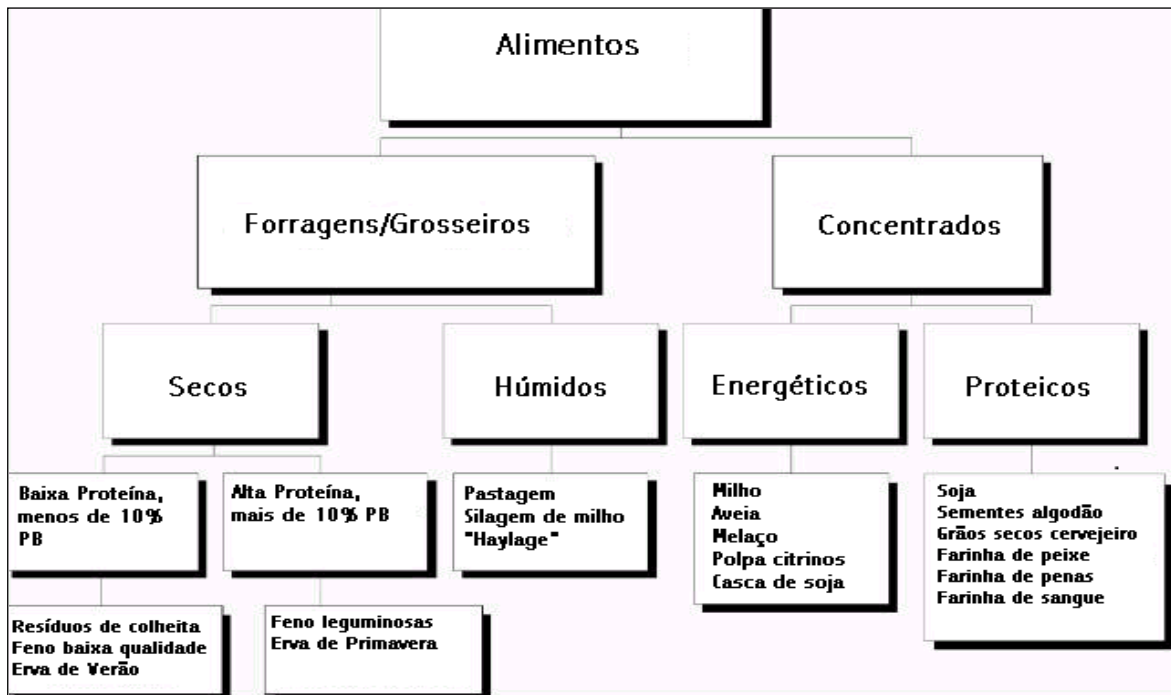 Alimentos
Forragens/Grosseiros
Concentrados
Secos
Húmidos
Energéticos
Proteicos
Baixa Proteína,
menos de 10%
PB
Alta Proteína,
mais de 10% PB
Pastagem
Silagem de milho
"Haylage"
Milho
Aveia
Melaço
Polpa citrinos
Casca de soja
Soja
Sementes algodão
Grãos secos cervejeiro
Farinha de peixe
Farinha de penas
Farinha de sangue
Resíduos de colheita
Feno baixa qualidade
Erva de Verão
Feno leguminosas
Erva de Primavera